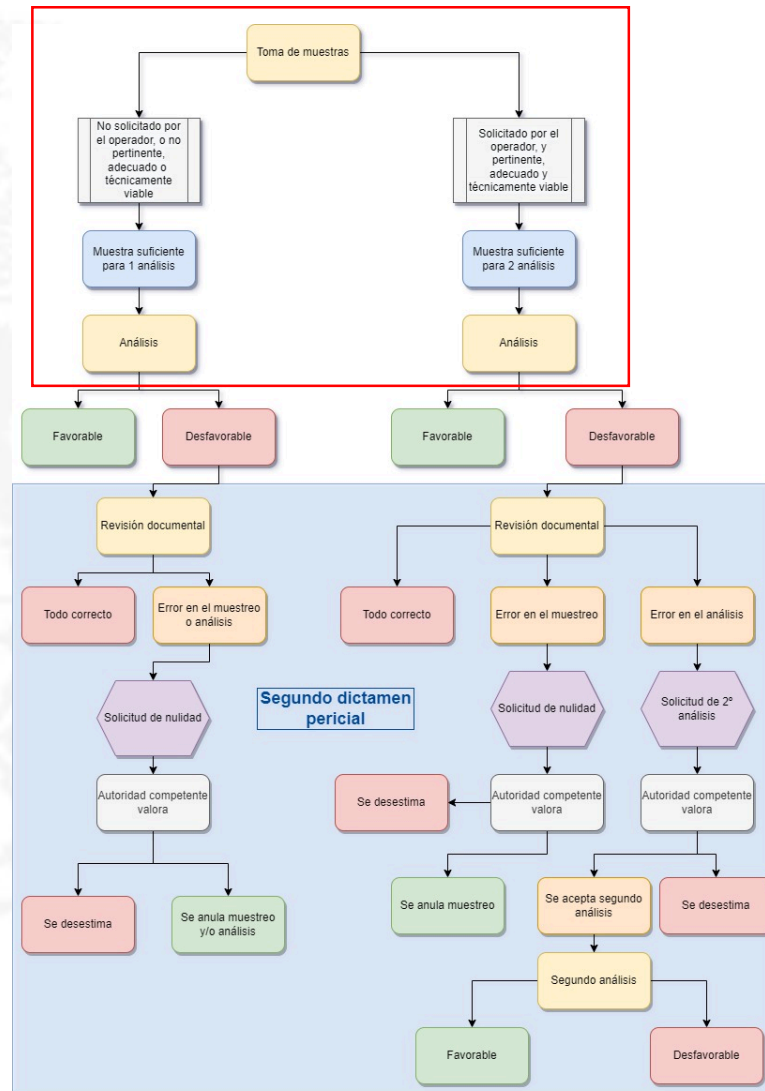 Toma de muestras
No solicitado por
el operador, o no
pertinente,
adecuado o
técnicamente
viable
Solicitado por el
operador, y
pertinente,
adecuado y
técnicamente viable
Muestra suficiente
para 1 análisis
Muestra suficiente
para 2 análisis
Análisis
Análisis
Favorable
Desfavorable
Favorable
Desfavorable
Revisión documental
Revisión documental
Todo correcto
Error en el muestreo
o análisis
Todo correcto
Error en el muestreo
Error en el análisis
Segundo dictamen
pericial
Solicitud de nulidad
Solicitud de nulidad
Solicitud de 2º
análisis
Autoridad competente
valora
Se desestima
Autoridad competente
valora
Autoridad competente
valora
Se desestima
Se anula muestreo
y/o análisis
Se anula muestreo
Se acepta segundo
análisis
Se desestima
Segundo análisis
Favorable
Desfavorable